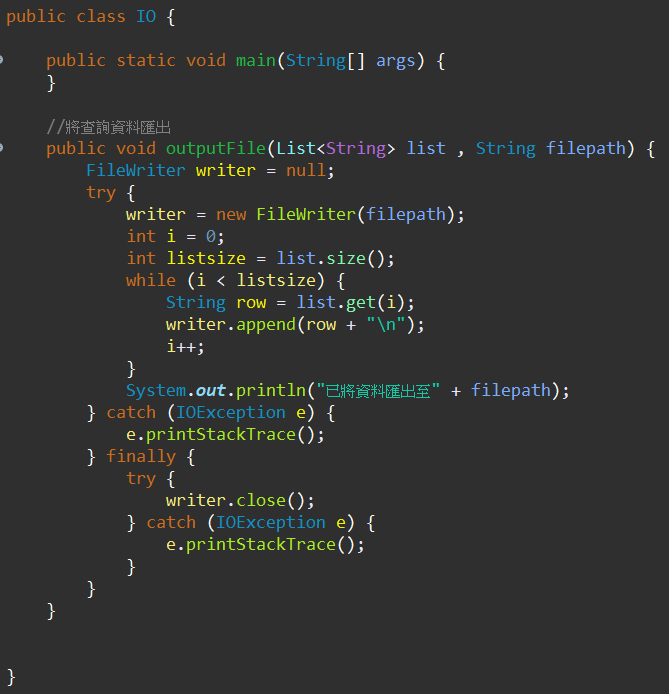 public class IO {
public static void main(String[] args) {
}
//將查詢資料匯出
public void outputFile(List<String> list , String filepath) {
FileWriter writer = null;
try {
writer = new FileWriter(filepath);
int i = 0;
int listsize = list.size();
while (i < listsize) {
String row = list.get(i);
writer.append(row + "\n");
i++;
}
System.out.println("已將資料匯出至" + filepath);
} catch (IOException e) {
e.printStackTrace();
} finally {
try {
writer.close();
} catch (IOException e) {
e.printStackTrace();
}
}
}
}